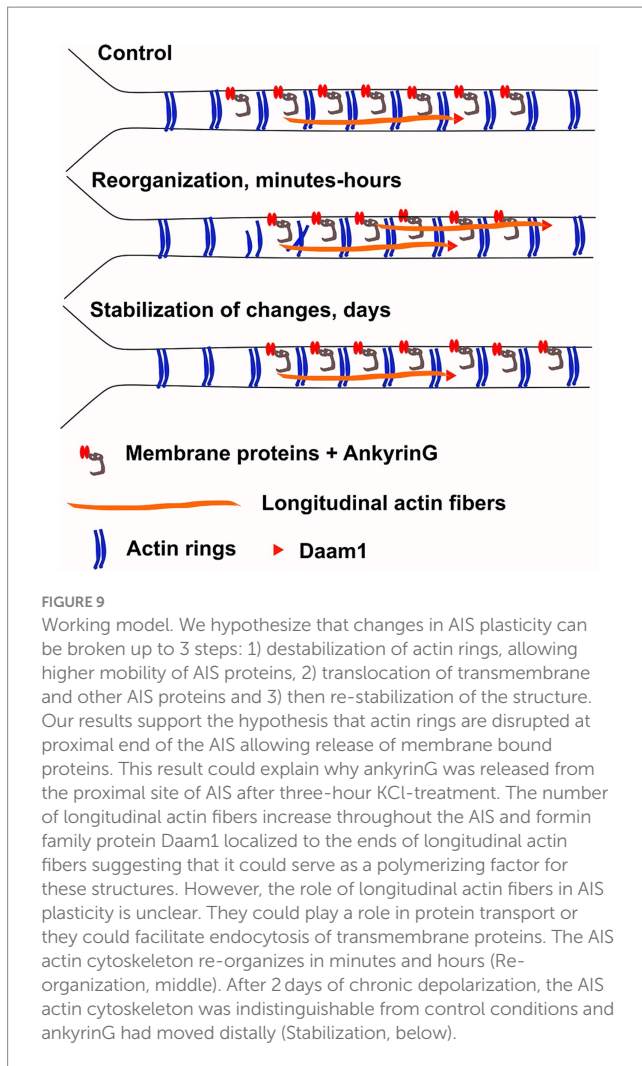 Control
Reorganization, minutes-hours
Stabilization of changes, days
Membrane proteins + AnkyrinG
Longitudinal actin fibers
Actin rings
Daam1
FIGURE 9
Working model. We hypothesize that changes in AIS plasticity can
be broken up to 3 steps: 1) destabilization of actin rings, allowing
higher mobility of AIS proteins, 2) translocation of transmembrane
and other AIS proteins and 3) then re-stabilization of the structure.
Our results support the hypothesis that actin rings are disrupted at
proximal end of the AIS allowing release of membrane bound
proteins. This result could explain why ankyrinG was released from
the proximal site of AIS after three-hour KCl-treatment. The number
of longitudinal actin fibers increase throughout the AIS and formin
family protein Daam1 localized to the ends of longitudinal actin
fibers suggesting that it could serve as a polymerizing factor for
these structures. However, the role of longitudinal actin fibers in AIS
plasticity is unclear. They could play a role in protein transport or
they could facilitate endocytosis of transmembrane proteins. The AIS
actin cytoskeleton re-organizes in minutes and hours (Re-
organization, middle). After 2 days of chronic depolarization, the AIS
actin cytoskeleton was indistinguishable from control conditions and
ankyrinG had moved distally (Stabilization, below).